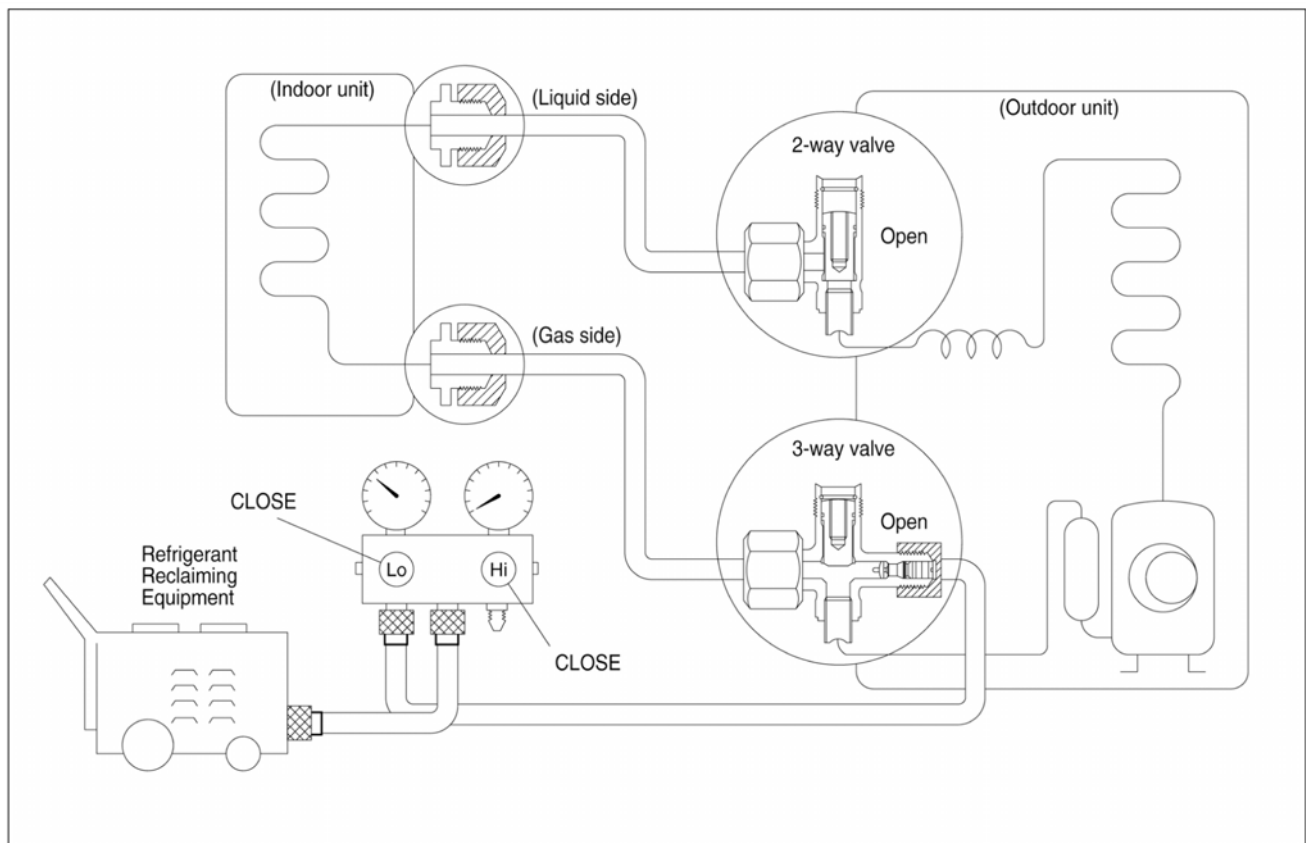 (Indoor unit)
(Liquid side)
(Outdoor unit)
2-way valve
Open
(Gas side)
3-way valve
Open
CLOSE
Refrigerant
Reclaiming
Equipment
Lo
Hi
CLOSE